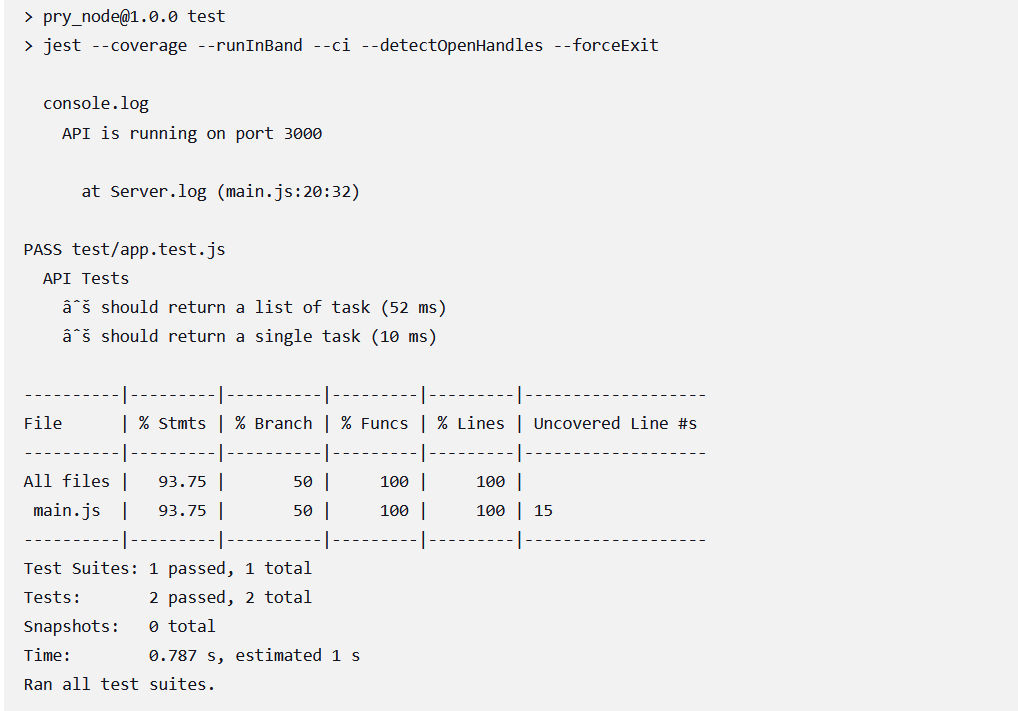 > pry_node@1.0.0 test
> jest --coverage --runInBand --ci --detectOpenHandles --forceExit
console.log
API is running on port 3000
at Server.log (main.js:20:32)
PASS test/app.test.js
API Tests
âˆš should return a list of task (52 ms)
âˆš should return a single task (10 ms)
----------|---------|----------|---------|---------|-------------------
File      | % Stmts | % Branch | % Funcs | % Lines | Uncovered Line #s
----------|---------|----------|---------|---------|-------------------
All files |   93.75 |       50 |     100 |     100 |
 main.js  |   93.75 |       50 |     100 |     100 | 15
----------|---------|----------|---------|---------|-------------------
Test Suites: 1 passed, 1 total
Tests:       2 passed, 2 total
Snapshots:   0 total
Time:        0.787 s, estimated 1 s
Ran all test suites.